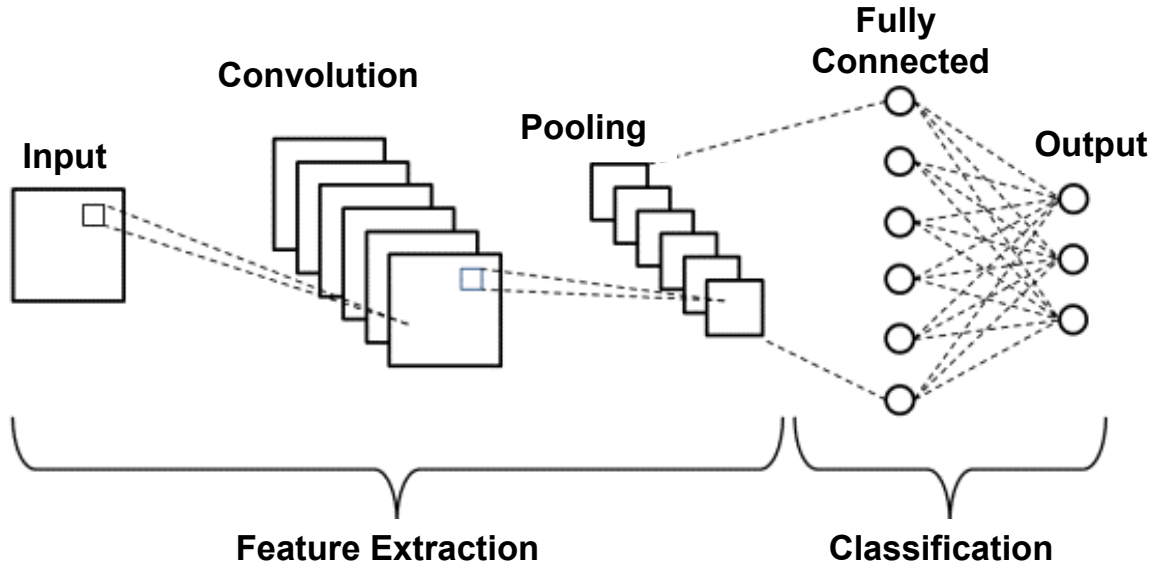 Fully
Connected
Convolution
Pooling
Input
Output
Feature Extraction
Classification